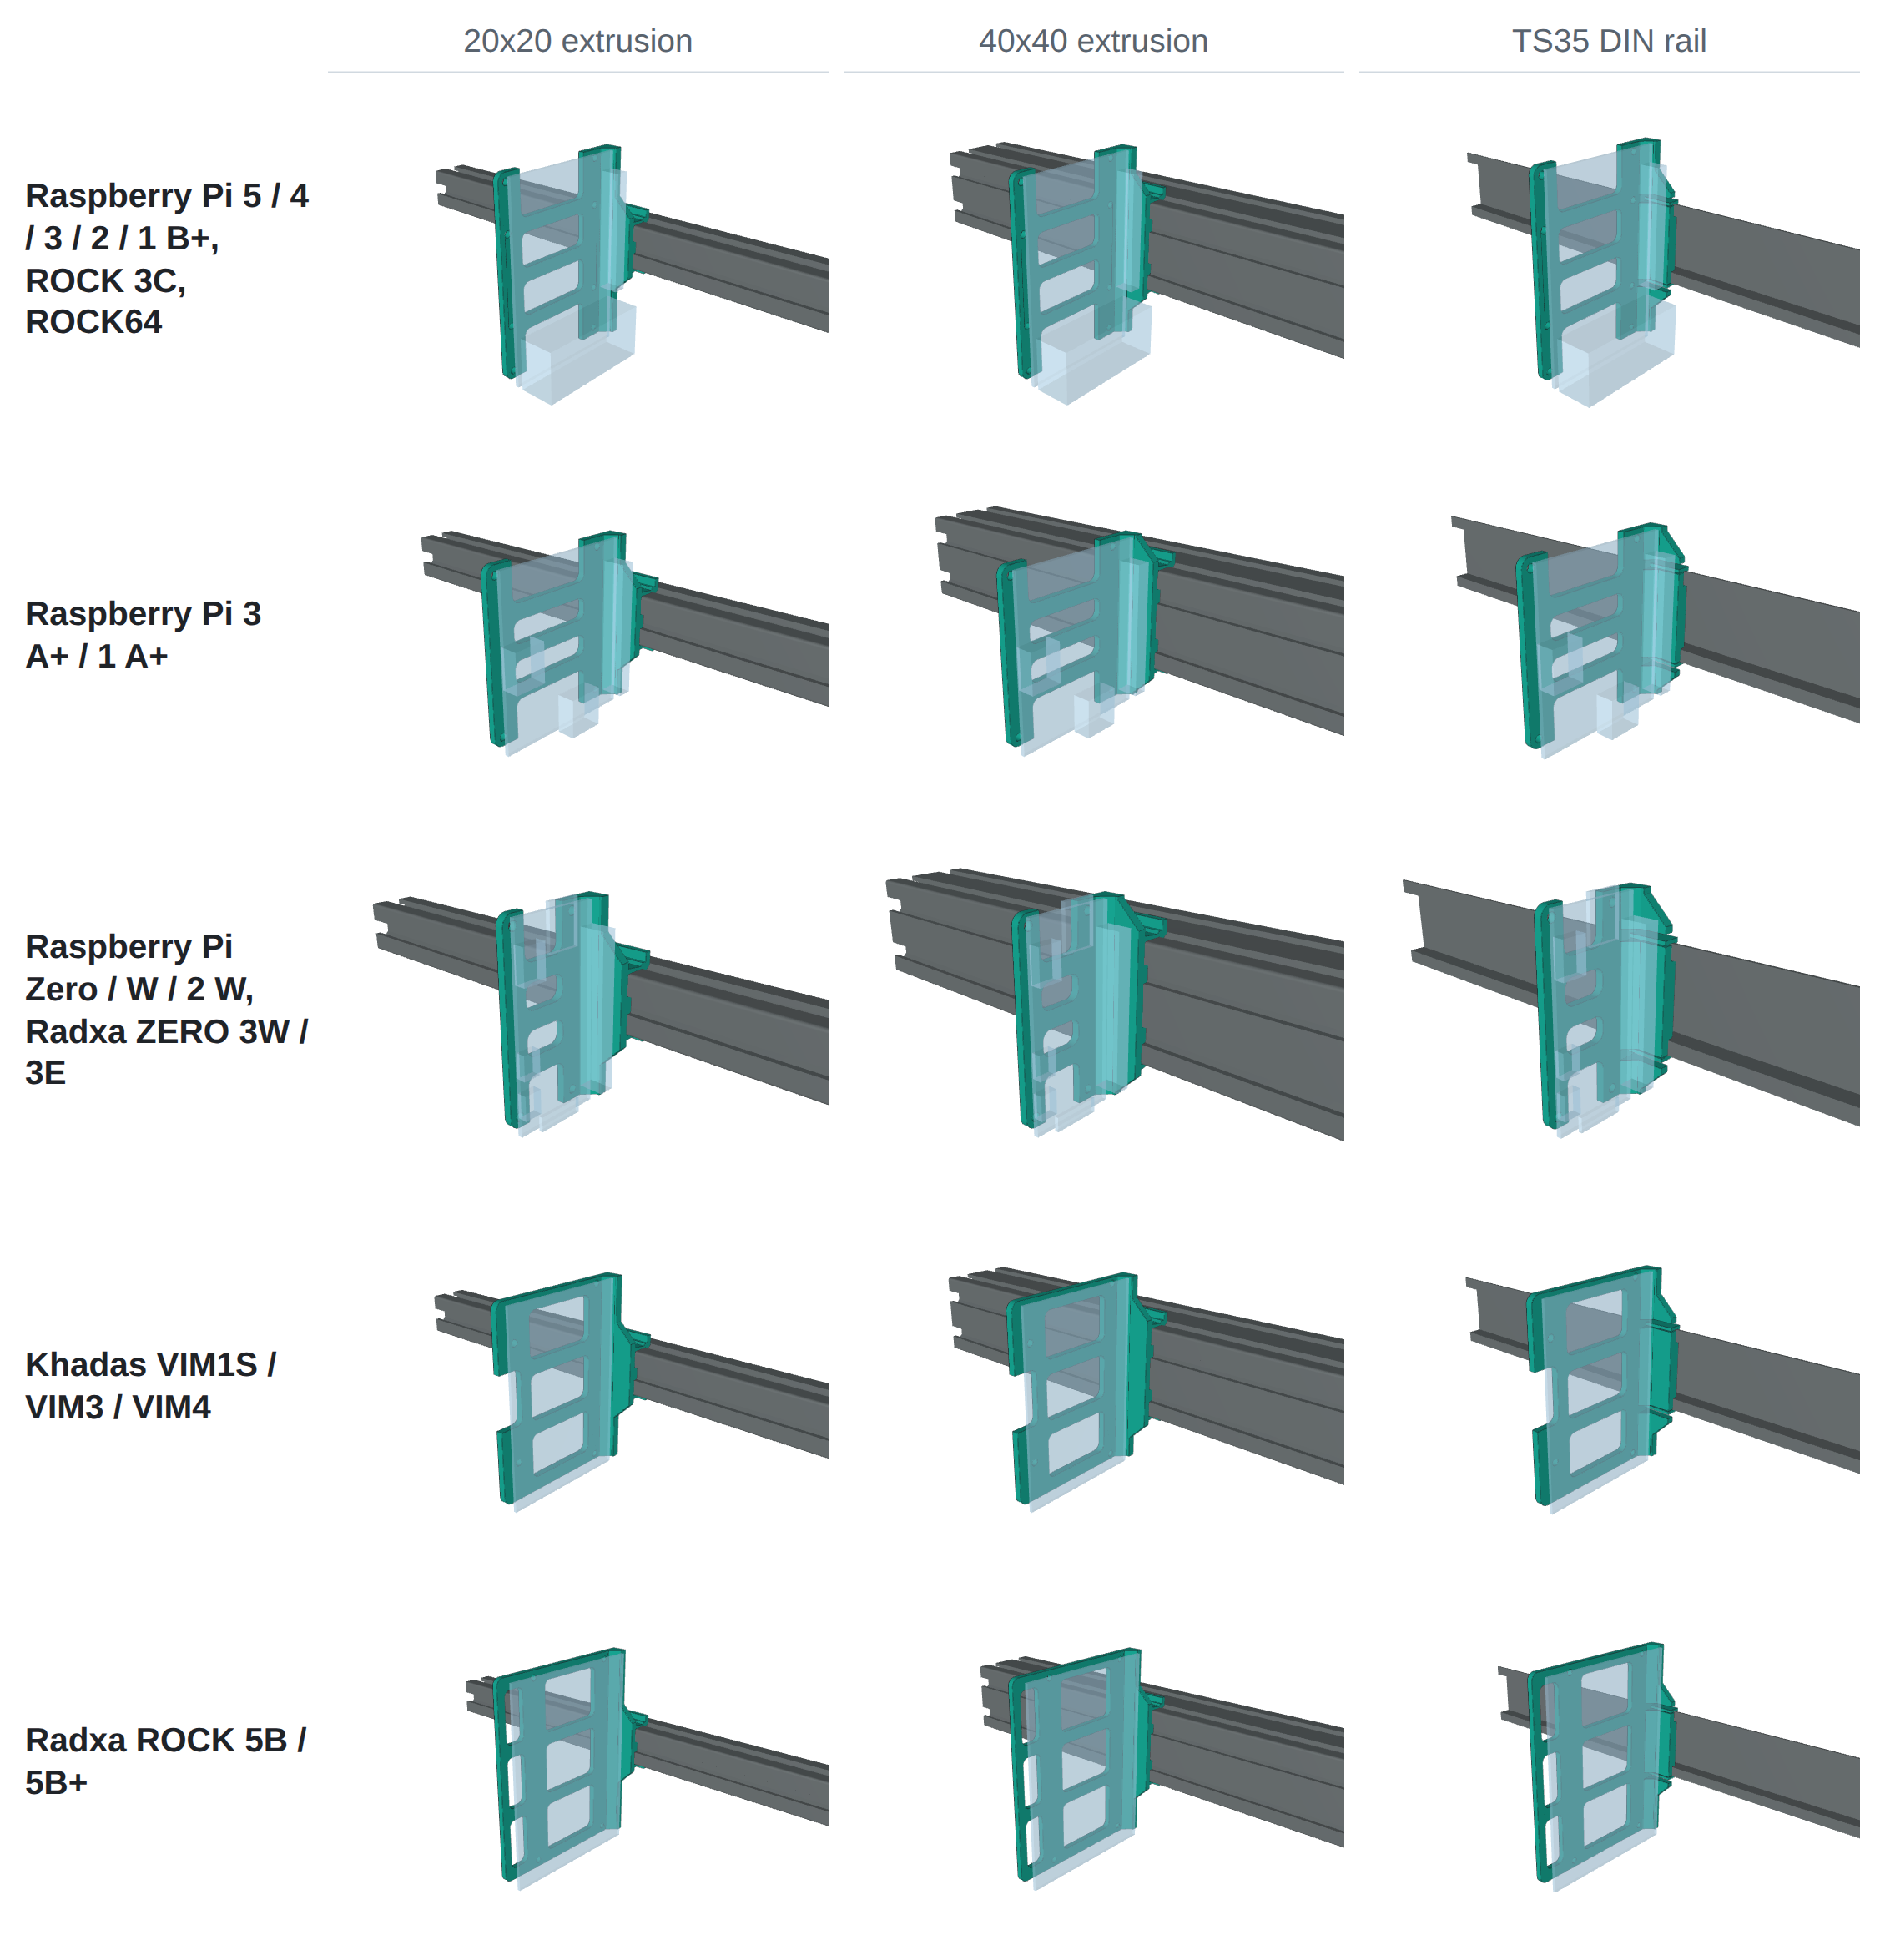 20x20 extrusion
40x40 extrusion
TS35 DIN rail
Raspberry Pi 5 / 4
/ 3 / 2 / 1 B+,
ROCK 3C,
ROCK64
Raspberry Pi 3
A+ / 1 A+
Raspberry Pi
Zero / W / 2 W,
Radxa ZERO 3W /
3E
Khadas VIM1S /
VIM3 / VIM4
Radxa ROCK 5B /
5B+